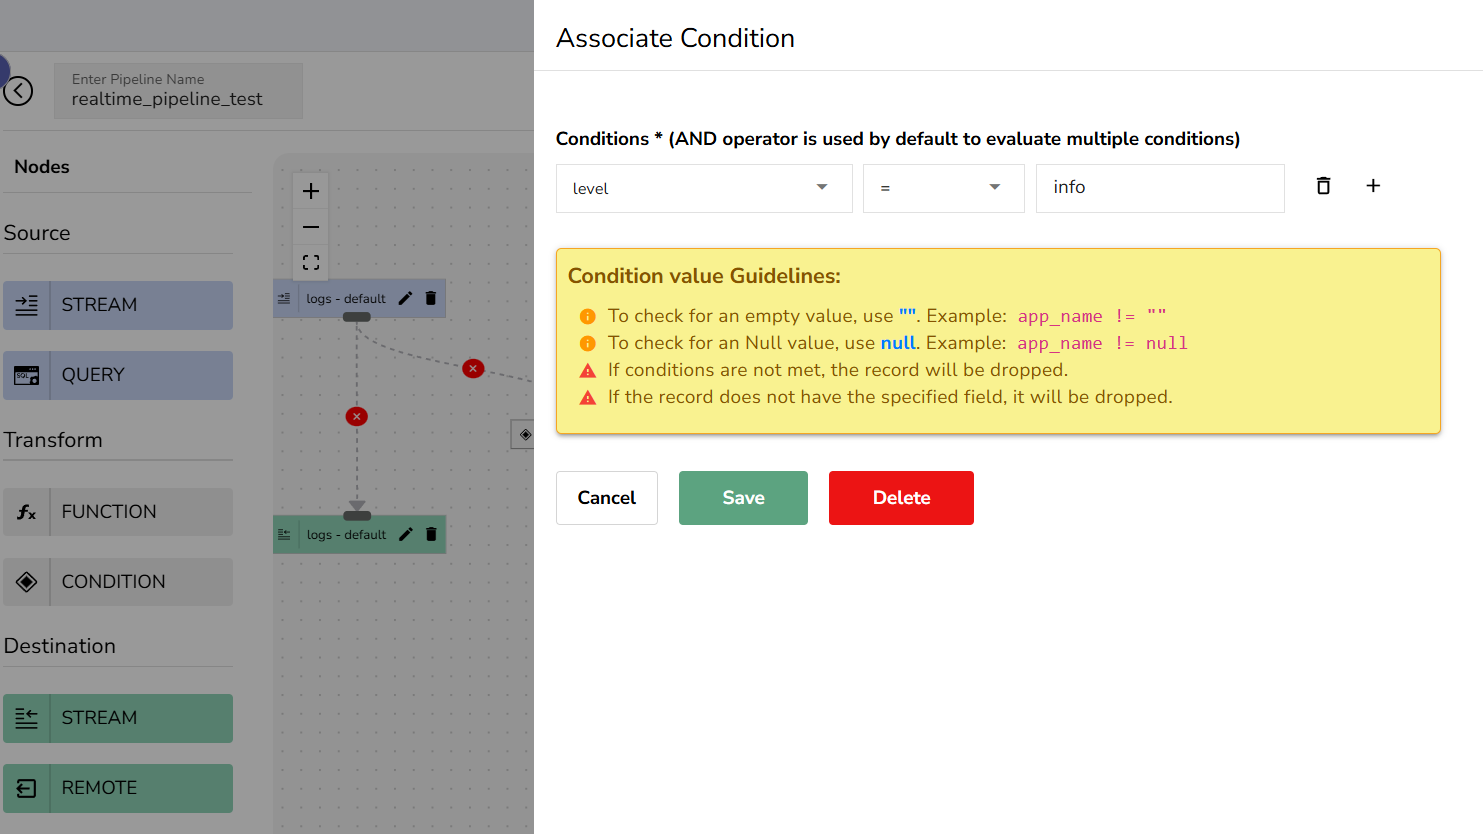 Associate Condition
Enter Pipeline Name
realtime_pipeline_test
Nodes
Source
STREAM
QUERY
Transform
FUNCTION
CONDITION
Destination
STREAM
REMOTE
logs - default
logs - default
Conditions * (AND operator is used by default to evaluate multiple conditions)
level = info
Condition value Guidelines:
To check for an empty value, use "". Example: app_name != ""
To check for an Null value, use null. Example: app_name != null
If conditions are not met, the record will be dropped.
If the record does not have the specified field, it will be dropped.
Cancel Save Delete